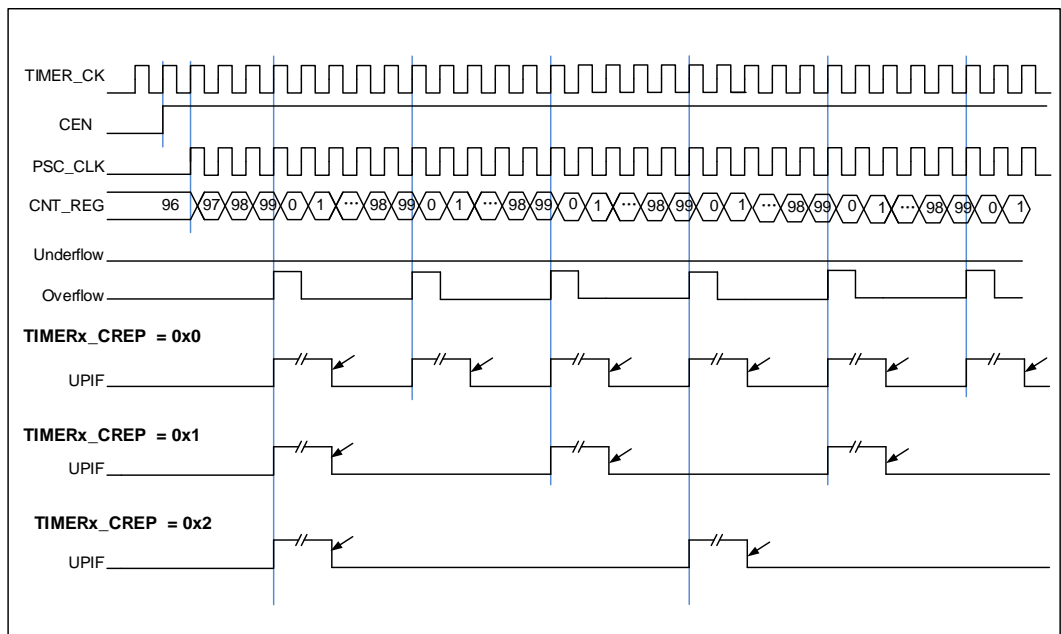 TIMER_CK
CEN
PSC_CLK
CNT_REG 96 97 98 99 0 1 ... 98 99 0 1 ... 98 99 0 1 ... 98 99 0 1 ... 98 99 0 1 ... 98 99 0 1
Underflow
Overflow
TIMERx_CREP = 0x0
UPIF
TIMERx_CREP = 0x1
UPIF
TIMERx_CREP = 0x2
UPIF